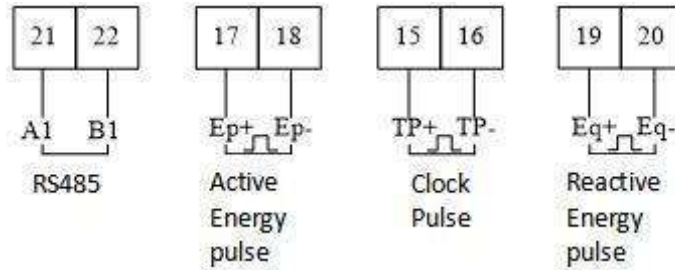 21 22 17 18 15 16 19 20
A1 B1 Ep+ Ep- TP+ TP- Eq+ Eq-
RS485 Active Clock Reactive
Energy Pulse Energy
pulse pulse